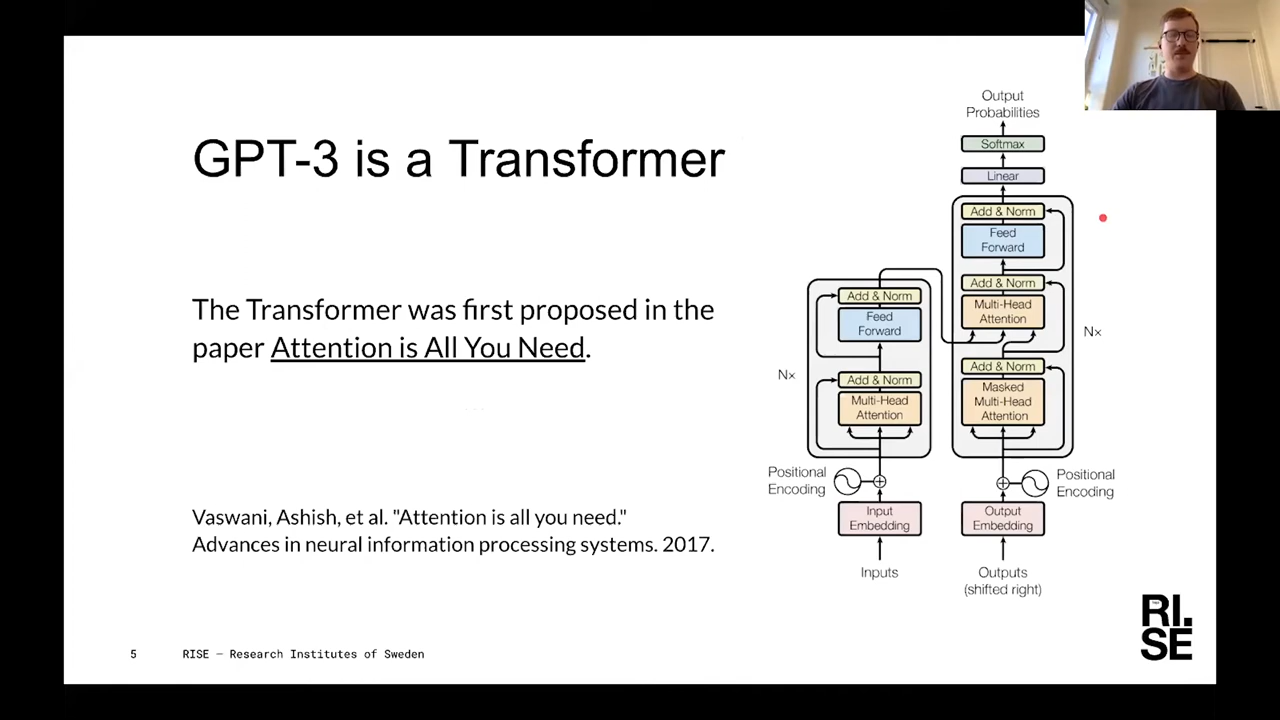 GPT-3 is a Transformer
The Transformer was first proposed in the
paper Attention is All You Need.
Vaswani, Ashish, et al. "Attention is all you need."
Advances in neural information processing systems. 2017.
Output
Probabilities
Softmax
Linear
Add & Norm
Feed
Forward
Add & Norm
Multi-Head
Attention
Nx
Add & Norm
Masked
Multi-Head
Attention
Positional
Encoding
Output
Embedding
Outputs
(shifted right)
Add & Norm
Feed
Forward
Nx
Add & Norm
Multi-Head
Attention
Positional
Encoding
Input
Embedding
Inputs
5
RISE — Research Institutes of Sweden
RI.
SE